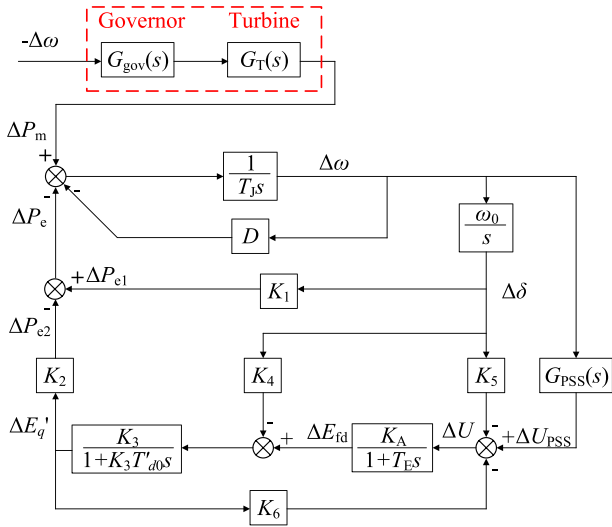 Governor Turbine
-Δω
G_gov(s) G_T(s)
ΔP_m
+
1/(T_J s)
Δω
-
-
ΔP_e
D
ω_0/s
+ ΔP_e1
K_1
Δδ
-
ΔP_e2
K_2
K_4
K_5
G_PSS(s)
ΔE_q'
-
-
K_3/(1+K_3T'_d0 s)
+
ΔE_fd
K_A/(1+T_E s)
ΔU
+ΔU_PSS
-
K_6